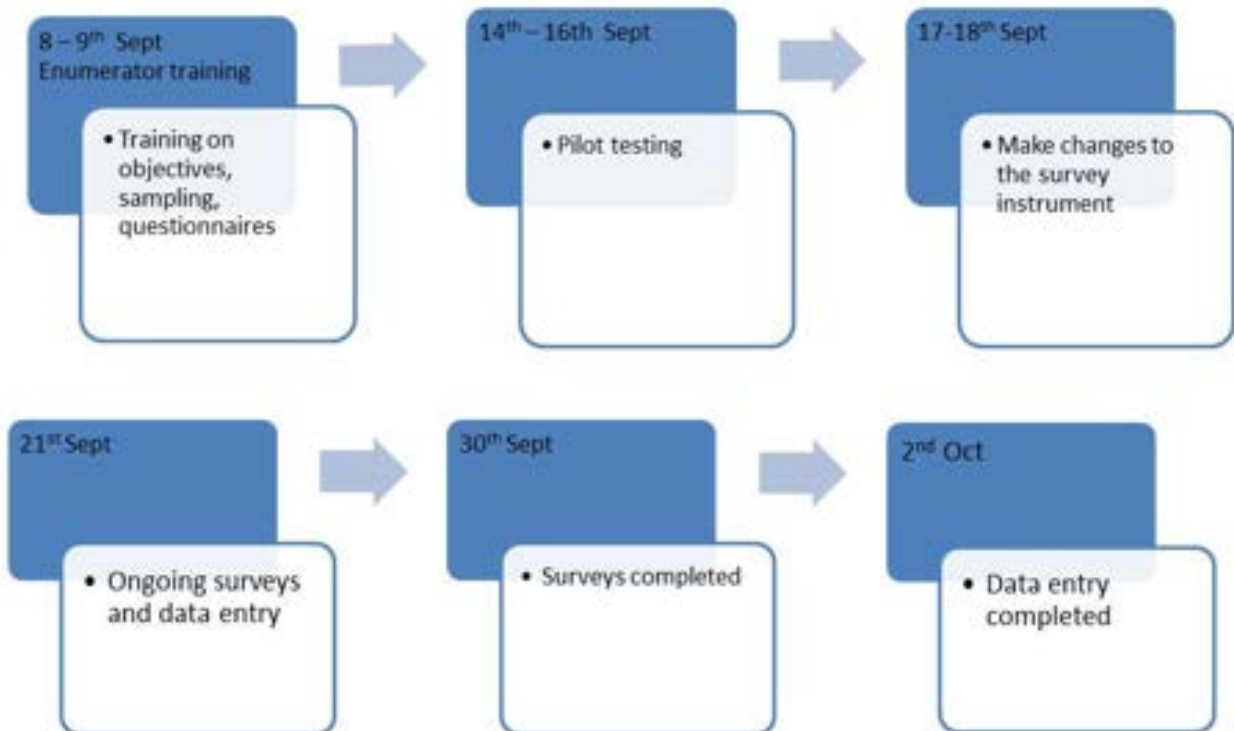 8 – 9th Sept
Enumerator training
• Training on
objectives,
sampling,
questionnaires
14th – 16th Sept
• Pilot testing
17-18th Sept
• Make changes to
the survey
instrument
21st Sept
• Ongoing surveys
and data entry
30th Sept
• Surveys completed
2nd Oct
• Data entry
completed